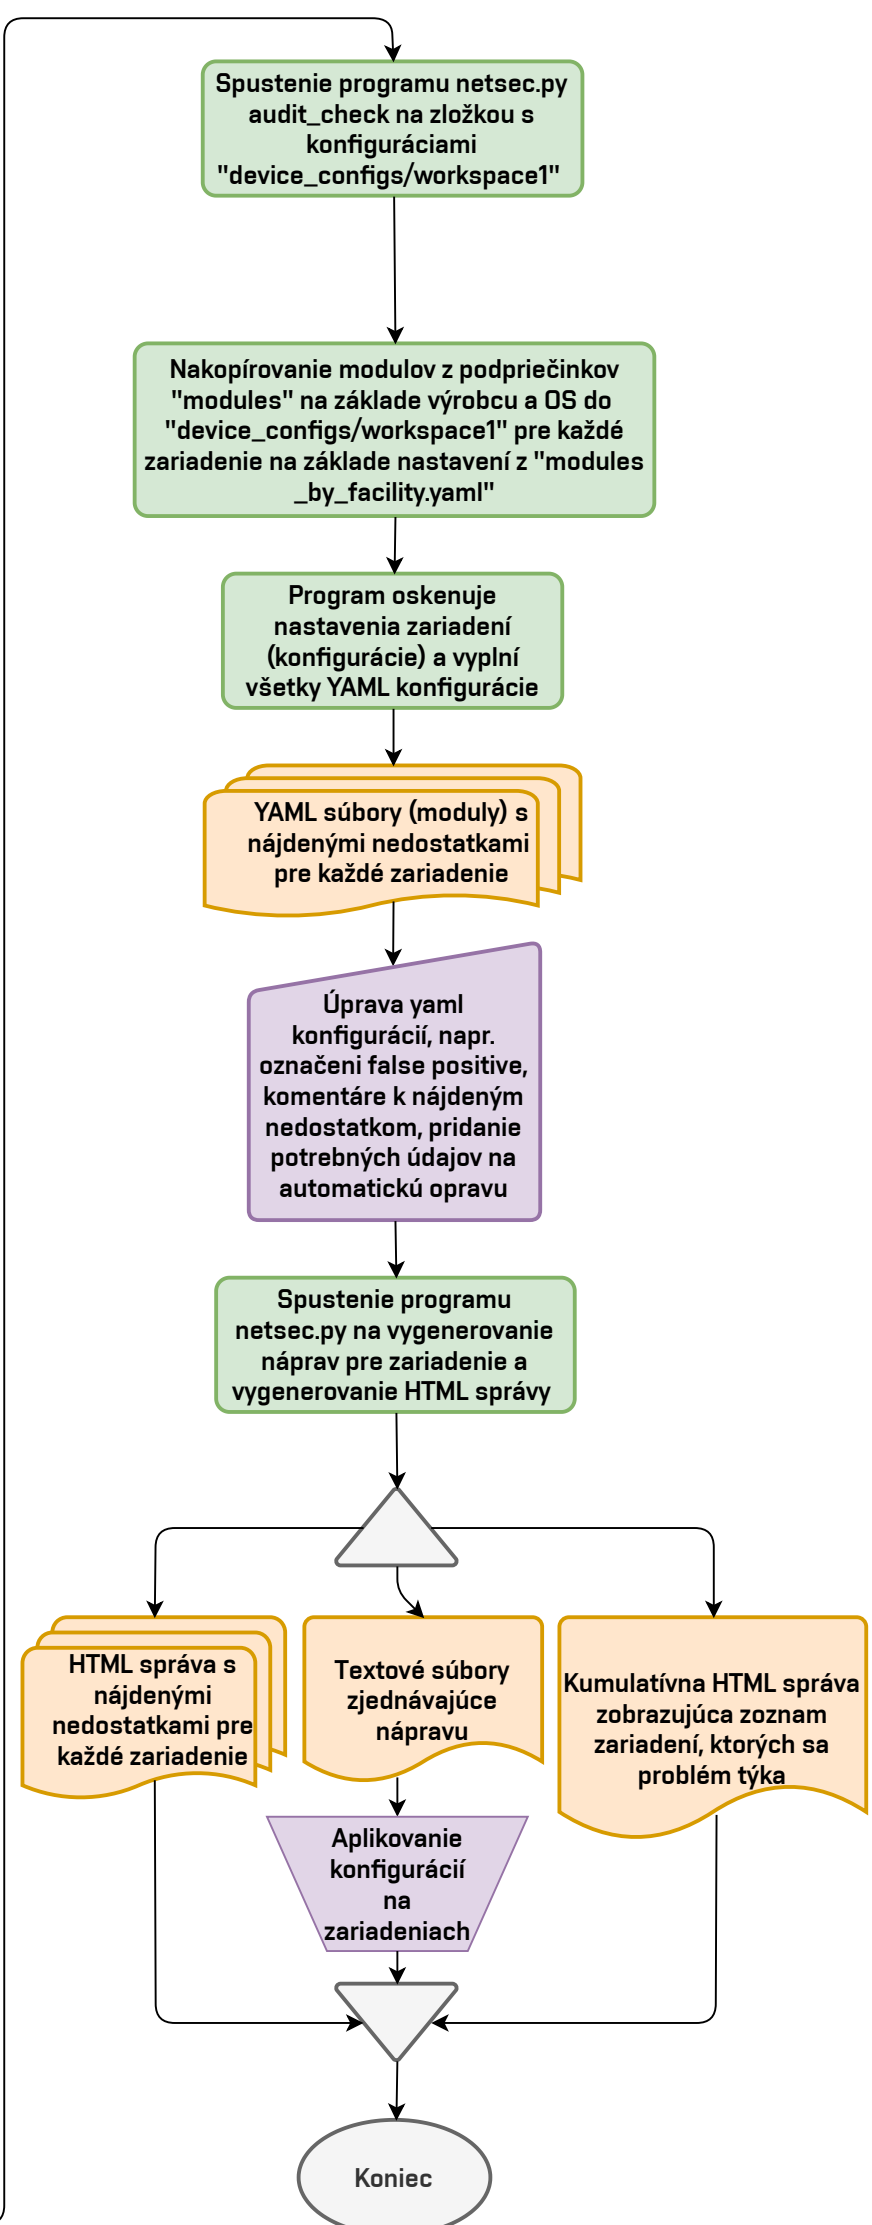 Spustenie programu netsec.py
audit_check na zložkou s
konfiguráciami
"device_configs/workspace1"
Nakopírovanie modulov z podpriečinkov
"modules" na základe výrobcu a OS do
"device_configs/workspace1" pre každé
zariadenie na základe nastavení z "modules
_by_facility.yaml"
Program oskenuje
nastavenia zariadení
(konfigurácie) a vyplní
všetky YAML konfigurácie
YAML súbory (moduly) s
nájdenými nedostatkami
pre každé zariadenie
Úprava yaml
konfigurácií, napr.
označeni false positive,
komentáre k nájdeným
nedostatkom, pridanie
potrebných údajov na
automatickú opravu
Spustenie programu
netsec.py na vygenerovanie
náprav pre zariadenie a
vygenerovanie HTML správy
HTML správa s
nájdenými
nedostatkami pre
každé zariadenie
Textové súbory
zjednávajúce
nápravu
Kumulatívna HTML správa
zobrazujúca zoznam
zariadení, ktorých sa
problém týka
Aplikovanie
konfigurácií
na
zariadeniach
Koniec